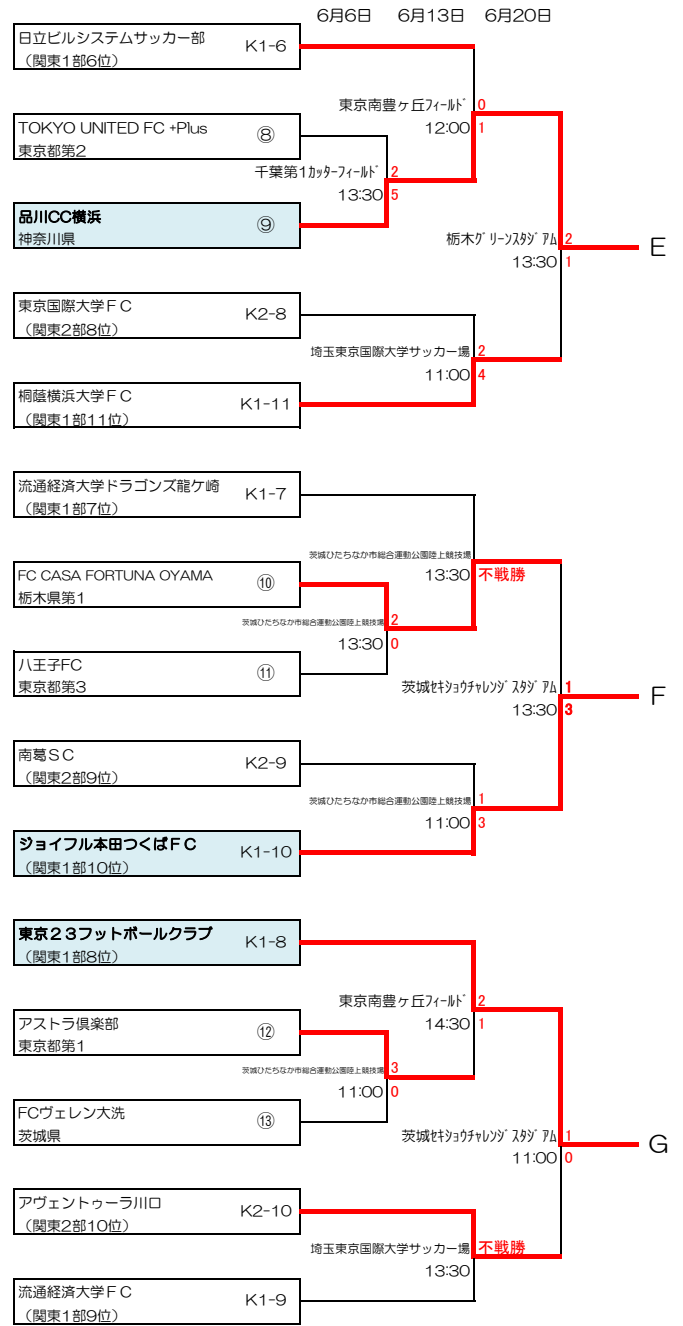 6月6日 6月13日 6月20日
日立ビルシステムサッカー部 K1-6
(関東1部6位)
東京南豊ヶ丘フィールド 0
12:00 1
TOKYO UNITED FC +Plus ⑧
東京都第2
千葉第1カッターフィールド 2
13:30 5
品川CC横浜 ⑨
神奈川県
栃木グリーンスタジアム 2
13:30 1
E
東京国際大学FC K2-8
(関東2部8位)
埼玉東京国際大学サッカー場 2
11:00 4
桐蔭横浜大学FC K1-11
(関東1部11位)
流通経済大学ドラゴンズ龍ケ崎 K1-7
(関東1部7位)
茨城ひたちなか市総合運動公園陸上競技場
13:30 不戦勝
FC CASA FORTUNA OYAMA ⑩
栃木県第1
茨城ひたちなか市総合運動公園陸上競技場 2
13:30 0
八王子FC ⑪
東京都第3
茨城セキショウチャレンジスタジアム 1
13:30 3
F
南葛SC K2-9
(関東2部9位)
茨城ひたちなか市総合運動公園陸上競技場 1
11:00 3
ジョイフル本田つくばFC K1-10
(関東1部10位)
東京23フットボールクラブ K1-8
(関東1部8位)
東京南豊ヶ丘フィールド 2
14:30 1
アストラ倶楽部 ⑫
東京都第1
茨城ひたちなか市総合運動公園陸上競技場 3
11:00 0
FCヴェレン大洗 ⑬
茨城県
茨城セキショウチャレンジスタジアム 1
11:00 0
G
アヴェントゥーラ川口 K2-10
(関東2部10位)
埼玉東京国際大学サッカー場 不戦勝
13:30
流通経済大学FC K1-9
(関東1部9位)